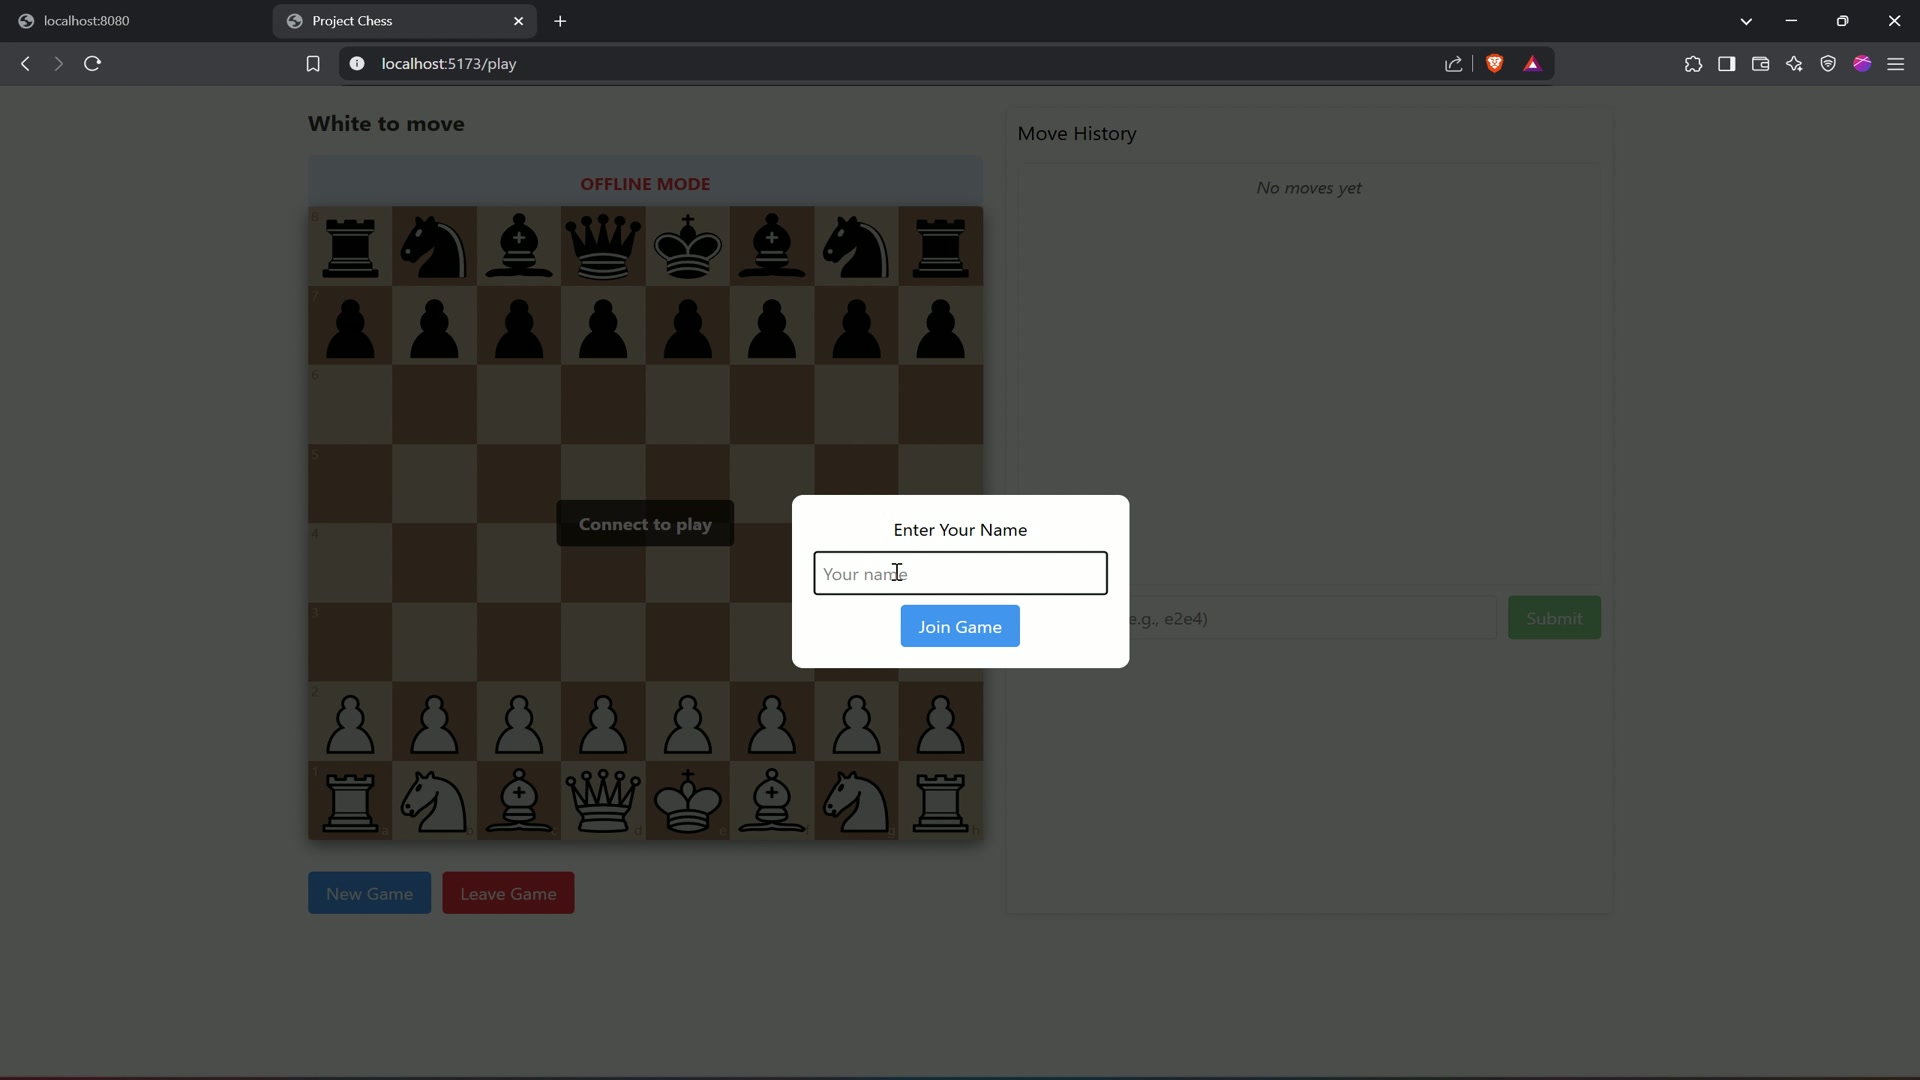 localhost:8080
Project Chess
localhost:5173/play
White to move
Move History
OFFLINE MODE
No moves yet
8
7
6
5
4
3
2
1
a b c d e f g h
Connect to play
Enter Your Name
Your name
Join Game
e.g., e2e4)
Submit
New Game
Leave Game